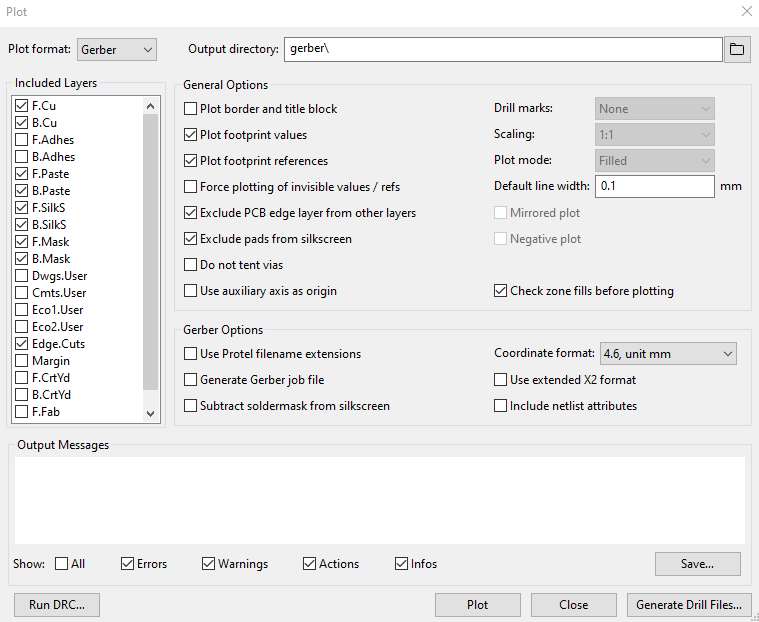 Plot
Plot format: Gerber Output directory: gerber\
Included Layers
F.Cu
B.Cu
F.Adhes
B.Adhes
F.Paste
B.Paste
F.SilkS
B.SilkS
F.Mask
B.Mask
Dwgs.User
Cmts.User
Eco1.User
Eco2.User
Edge.Cuts
Margin
F.CrtYd
B.CrtYd
F.Fab
General Options
Plot border and title block
Plot footprint values
Plot footprint references
Force plotting of invisible values / refs
Exclude PCB edge layer from other layers
Exclude pads from silkscreen
Do not tent vias
Use auxiliary axis as origin
Drill marks: None
Scaling: 1:1
Plot mode: Filled
Default line width: 0.1 mm
Mirrored plot
Negative plot
Check zone fills before plotting
Gerber Options
Use Protel filename extensions
Generate Gerber job file
Subtract soldermask from silkscreen
Coordinate format: 4.6, unit mm
Use extended X2 format
Include netlist attributes
Output Messages
Show: All Errors Warnings Actions Infos Save...
Run DRC... Plot Close Generate Drill Files...